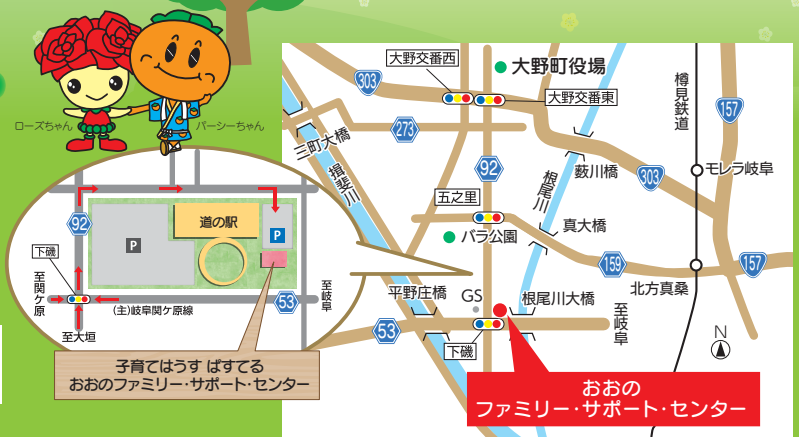 ローズちゃん
パーシーちゃん
92
道の駅
P
P
下磯
至関ケ原
(主)岐阜関ケ原線
53
至岐阜
至大垣
子育てはうす ぱすてる
おおのファミリー・サポート・センター
大野交番西
大野町役場
303
大野交番東
樽見鉄道
157
273
三町大橋
揖斐川
92
根尾川
薮川橋
303
モレラ岐阜
五之里
バラ公園
真大橋
159
157
北方真桑
平野庄橋
GS
根尾川大橋
至岐阜
53
下磯
N
おおの
ファミリー・サポート・センター